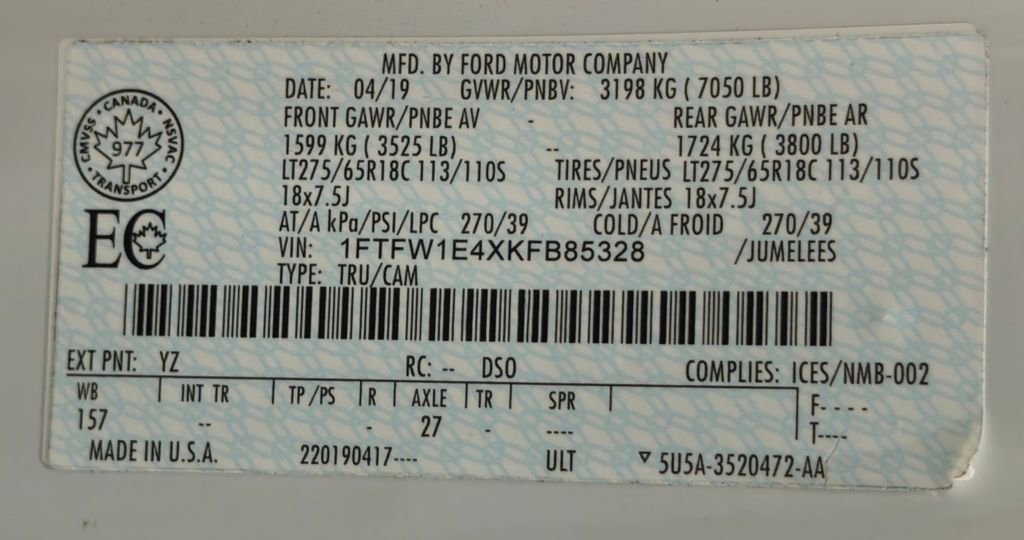 MFD. BY FORD MOTOR COMPANY
DATE: 04/19 GVWR/PNBV: 3198 KG ( 7050 LB)
FRONT GAWR/PNBE AV - REAR GAWR/PNBE AR
1599 KG ( 3525 LB) -- 1724 KG ( 3800 LB)
LT275/65R18C 113/110S TIRES/PNEUS LT275/65R18C 113/110S
18x7.5J RIMS/JANTES 18x7.5J
AT/A kPa/PSI/LPC 270/39 COLD/A FROID 270/39
VIN: 1FTFW1E4XKFB85328 /JUMELEES
TYPE: TRU/CAM
CANADA
CMVSS NSVAC
977
TRANSPORT
EC
EXT PNT: YZ RC: -- DSO COMPLIES: ICES/NMB-002
WB | INT TR | TP/PS | R | AXLE | TR | SPR | F----
157 -- - 27 - ---- T----
MADE IN U.S.A. 220190417---- ULT ▽ 5U5A-3520472-AA